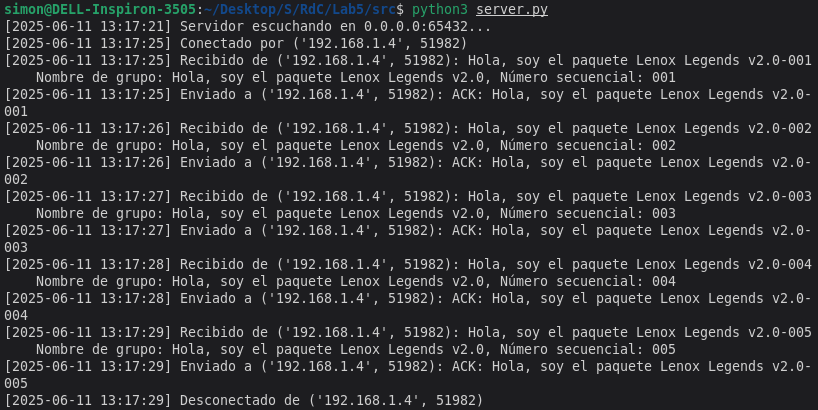 simon@DELL-Inspiron-3505:~/Desktop/S/RdC/Lab5/src$ python3 server.py
[2025-06-11 13:17:21] Servidor escuchando en 0.0.0.0:65432...
[2025-06-11 13:17:25] Conectado por ('192.168.1.4', 51982)
[2025-06-11 13:17:25] Recibido de ('192.168.1.4', 51982): Hola, soy el paquete Lenox Legends v2.0-001
    Nombre de grupo: Hola, soy el paquete Lenox Legends v2.0, Número secuencial: 001
[2025-06-11 13:17:25] Enviado a ('192.168.1.4', 51982): ACK: Hola, soy el paquete Lenox Legends v2.0-
001
[2025-06-11 13:17:26] Recibido de ('192.168.1.4', 51982): Hola, soy el paquete Lenox Legends v2.0-002
    Nombre de grupo: Hola, soy el paquete Lenox Legends v2.0, Número secuencial: 002
[2025-06-11 13:17:26] Enviado a ('192.168.1.4', 51982): ACK: Hola, soy el paquete Lenox Legends v2.0-
002
[2025-06-11 13:17:27] Recibido de ('192.168.1.4', 51982): Hola, soy el paquete Lenox Legends v2.0-003
    Nombre de grupo: Hola, soy el paquete Lenox Legends v2.0, Número secuencial: 003
[2025-06-11 13:17:27] Enviado a ('192.168.1.4', 51982): ACK: Hola, soy el paquete Lenox Legends v2.0-
003
[2025-06-11 13:17:28] Recibido de ('192.168.1.4', 51982): Hola, soy el paquete Lenox Legends v2.0-004
    Nombre de grupo: Hola, soy el paquete Lenox Legends v2.0, Número secuencial: 004
[2025-06-11 13:17:28] Enviado a ('192.168.1.4', 51982): ACK: Hola, soy el paquete Lenox Legends v2.0-
004
[2025-06-11 13:17:29] Recibido de ('192.168.1.4', 51982): Hola, soy el paquete Lenox Legends v2.0-005
    Nombre de grupo: Hola, soy el paquete Lenox Legends v2.0, Número secuencial: 005
[2025-06-11 13:17:29] Enviado a ('192.168.1.4', 51982): ACK: Hola, soy el paquete Lenox Legends v2.0-
005
[2025-06-11 13:17:29] Desconectado de ('192.168.1.4', 51982)